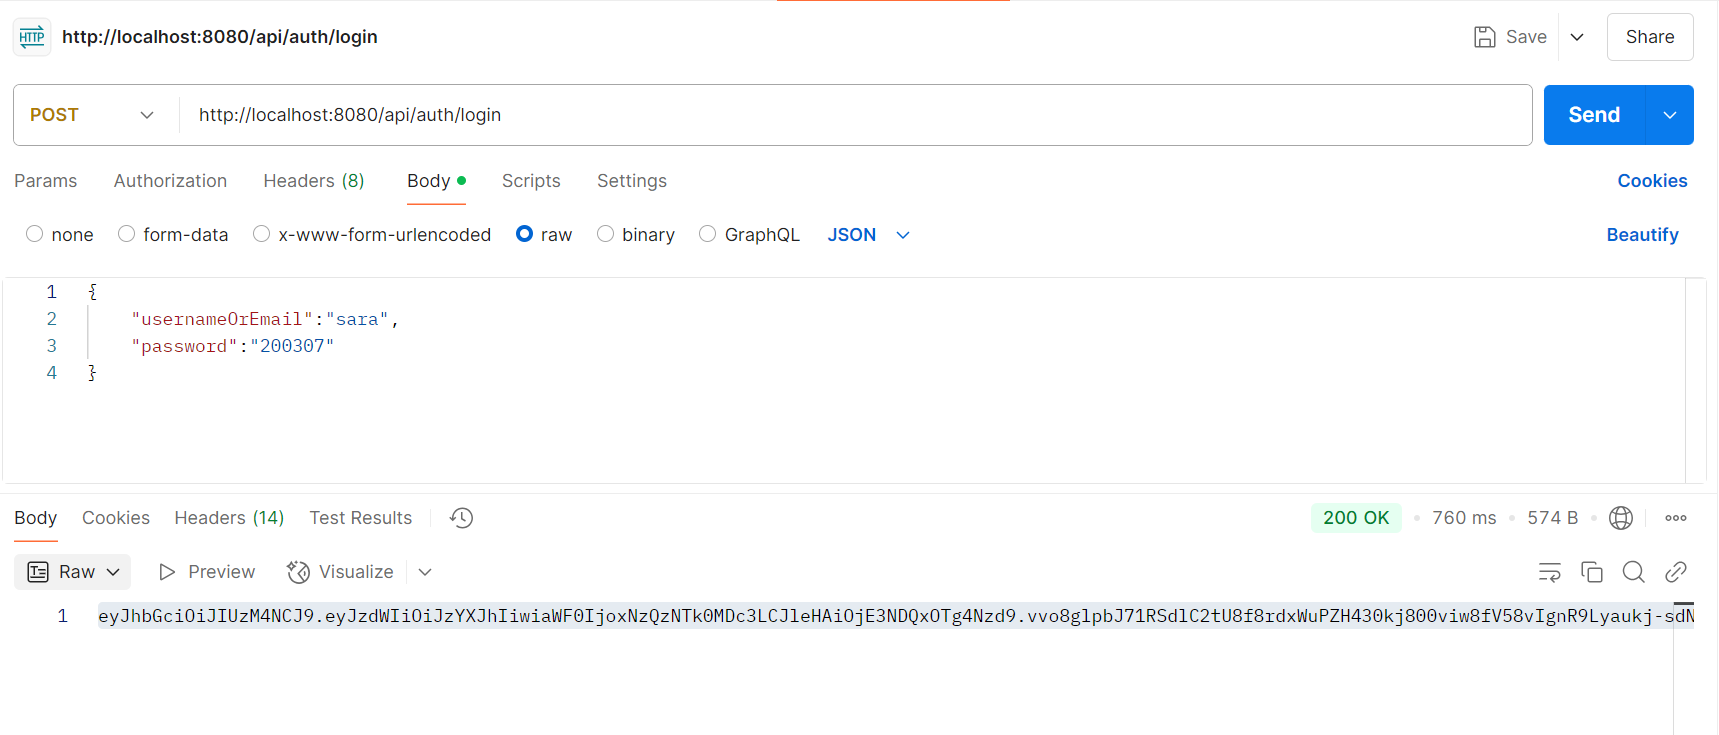 HTTP http://localhost:8080/api/auth/login Save Share
POST http://localhost:8080/api/auth/login Send
Params Authorization Headers (8) Body Scripts Settings Cookies
none form-data x-www-form-urlencoded raw binary GraphQL JSON Beautify
1 {
2 "usernameOrEmail":"sara",
3 "password":"200307"
4 }
Body Cookies Headers (14) Test Results 200 OK • 760 ms • 574 B
Raw Preview Visualize
1 eyJhbGciOiJIUzM4NCJ9.eyJzdWIiOiJzYXJhIiwiaWF0IjoxNzQzNTk0MDc3LCJleHAiOjE3NDQxOTg4Nzd9.vvo8glpbJ71RSdlC2tU8f8rdxWuPZH430kj800viw8fV58vIgnR9Lyaukj-sdN